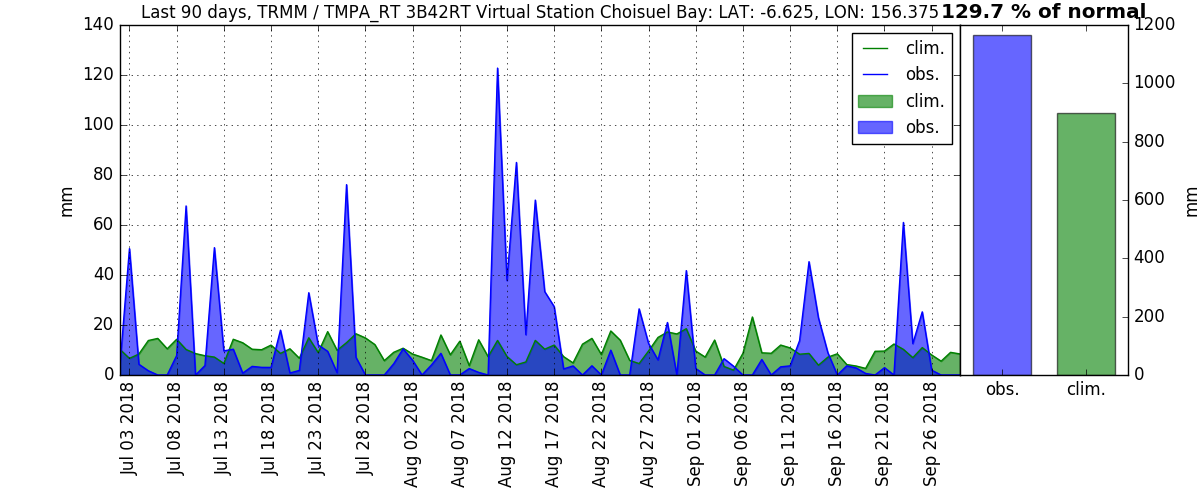 Last 90 days, TRMM / TMPA_RT 3B42RT Virtual Station Choisuel Bay: LAT: -6.625, LON: 156.375
129.7 % of normal
mm
140
120
100
80
60
40
20
0
clim.
obs.
clim.
obs.
Jul 03 2018
Jul 08 2018
Jul 13 2018
Jul 18 2018
Jul 23 2018
Jul 28 2018
Aug 02 2018
Aug 07 2018
Aug 12 2018
Aug 17 2018
Aug 22 2018
Aug 27 2018
Sep 01 2018
Sep 06 2018
Sep 11 2018
Sep 16 2018
Sep 21 2018
Sep 26 2018
1200
1000
800
600
400
200
0
mm
obs.
clim.